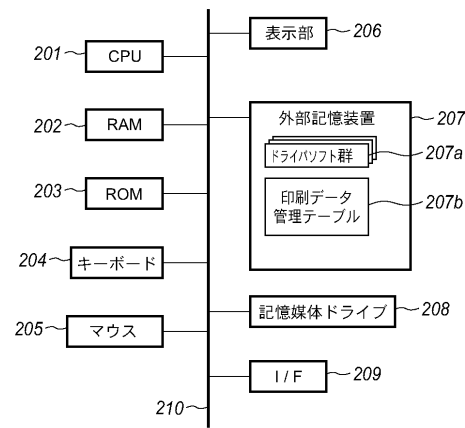 201
CPU
202
RAM
203
ROM
204
キーボード
205
マウス
210
表示部
206
外部記憶装置
207
ドライバソフト群
207a
印刷データ
管理テーブル
207b
記憶媒体ドライブ
208
I / F
209